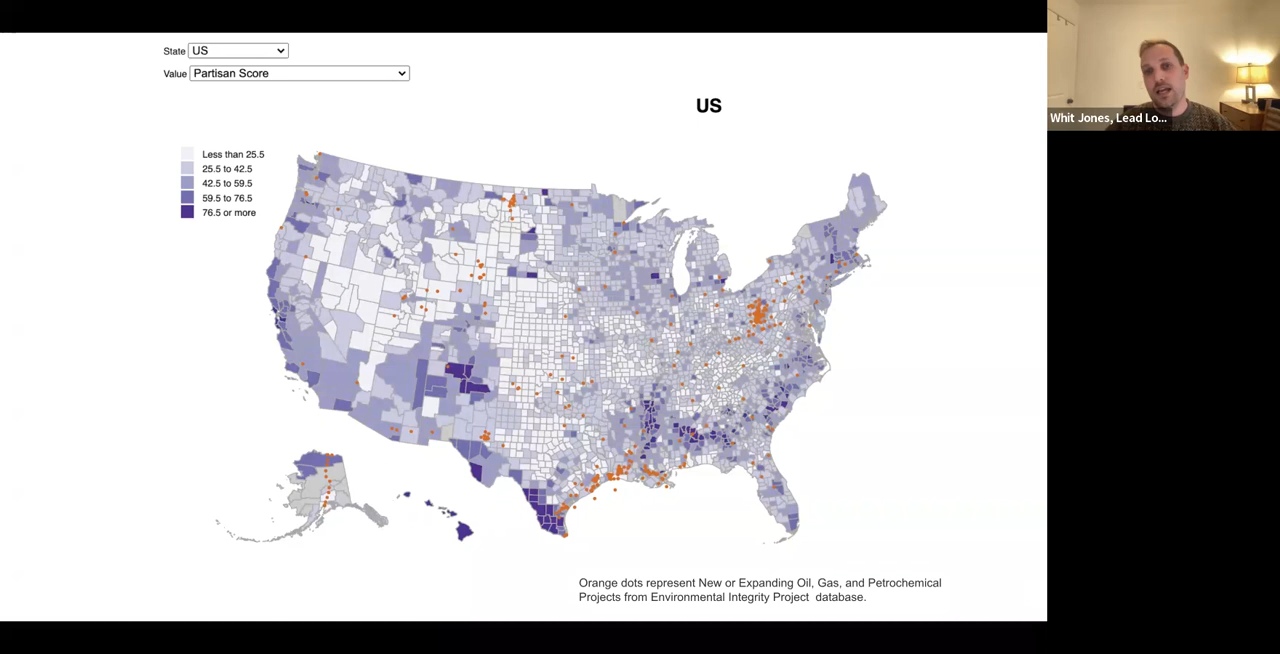 State US
Value Partisan Score
US
Less than 25.5
25.5 to 42.5
42.5 to 59.5
59.5 to 76.5
76.5 or more
Orange dots represent New or Expanding Oil, Gas, and Petrochemical
Projects from Environmental Integrity Project database.
Whit Jones, Lead Lo...